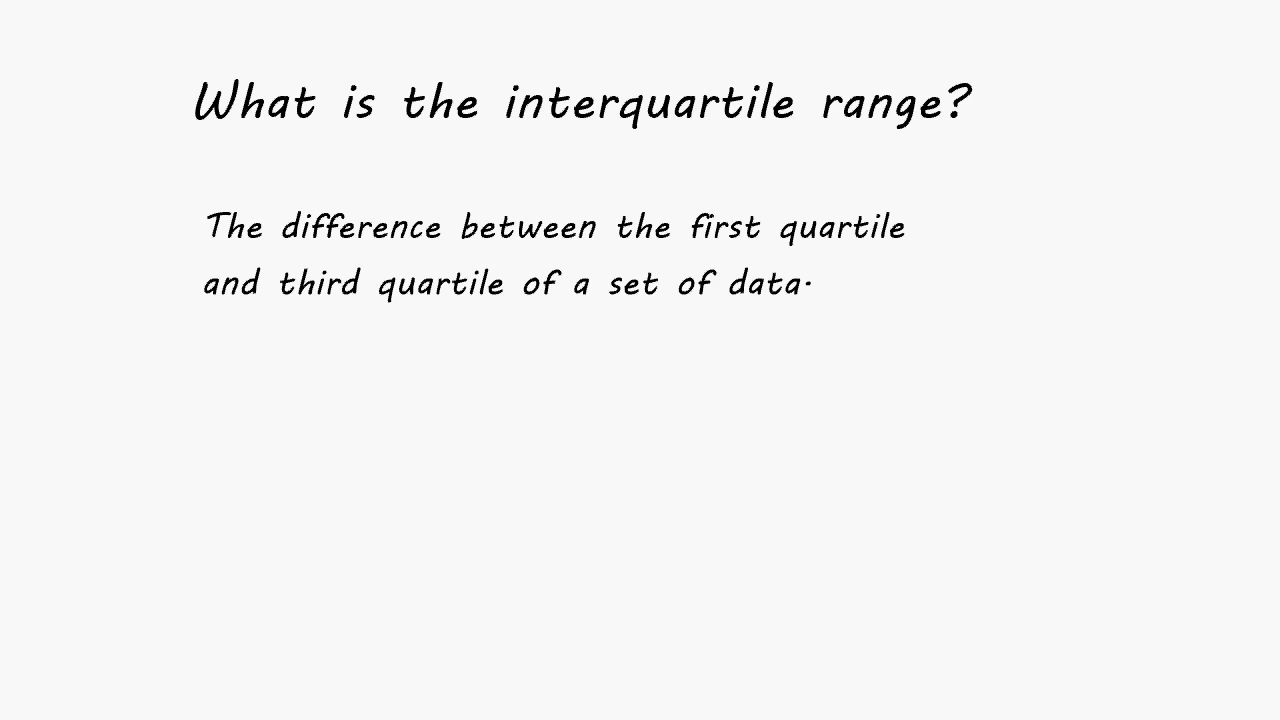 What is the interquartile range?
The difference between the first quartile
and third quartile of a set of data.